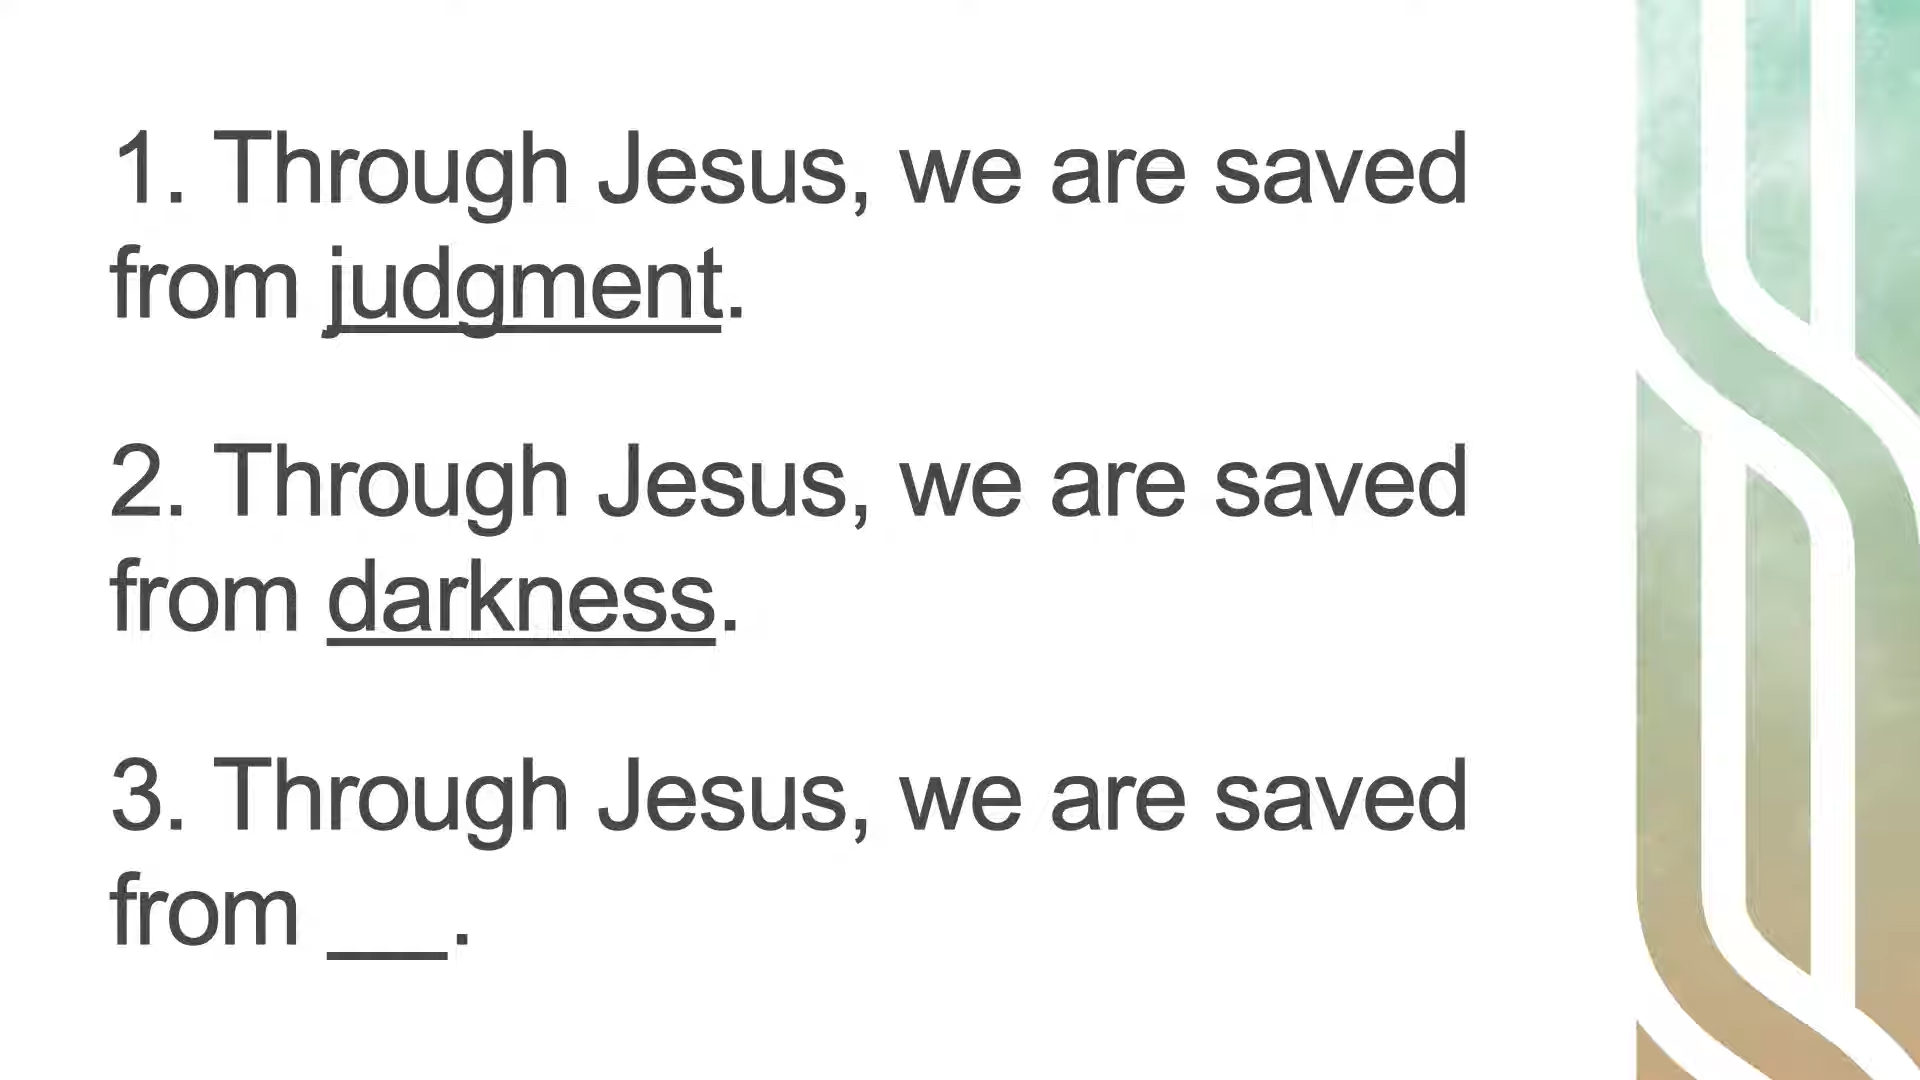 1. Through Jesus, we are saved
from judgment.
2. Through Jesus, we are saved
from darkness.
3. Through Jesus, we are saved
from ___.